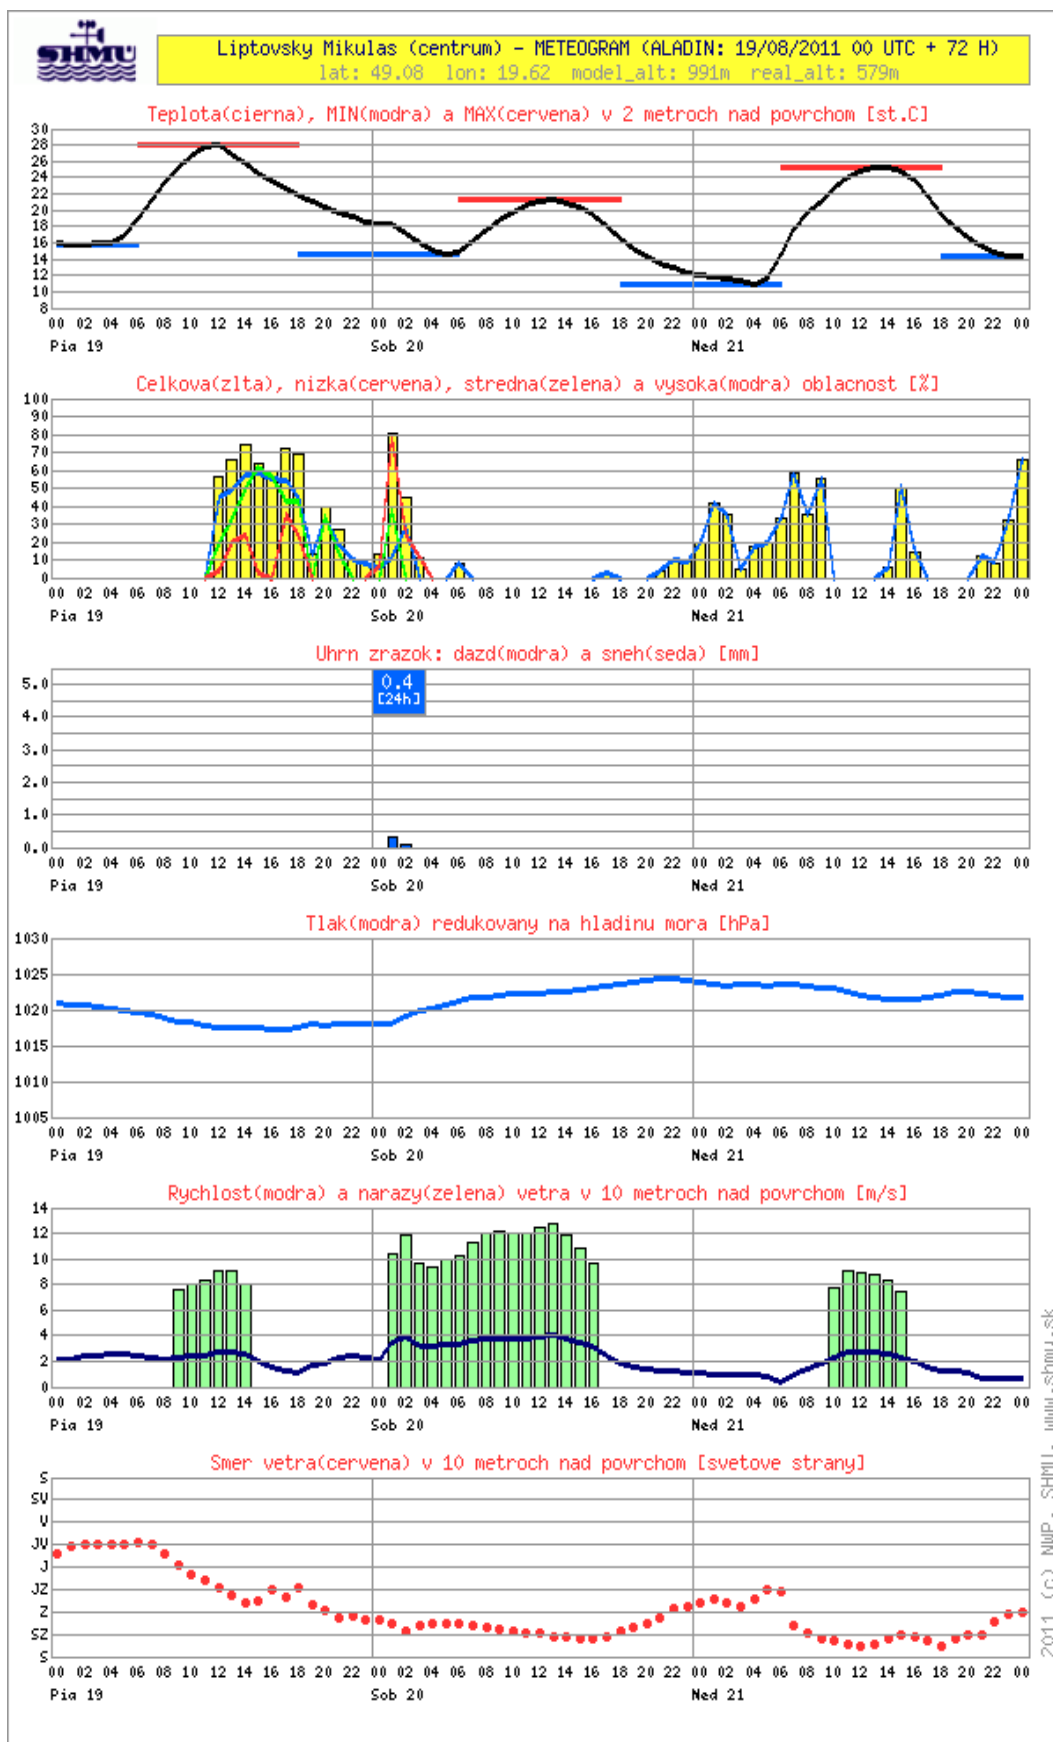 SHMU
Liptovsky Mikulas (centrum) - METEOGRAM (ALADIN: 19/08/2011 00 UTC + 72 H)
lat: 49.08 lon: 19.62 model_alt: 991m real_alt: 579m
Teplota(cierna), MIN(modra) a MAX(cervena) v 2 metroch nad povrchom [st.C]
30
28
26
24
22
20
18
16
14
12
10
8
00 02 04 06 08 10 12 14 16 18 20 22 00 02 04 06 08 10 12 14 16 18 20 22 00 02 04 06 08 10 12 14 16 18 20 22 00
Pia 19 Sob 20 Ned 21
Celkova(zlta), nizka(cervena), stredna(zelena) a vysoka(modra) oblacnost [%]
100
90
80
70
60
50
40
30
20
10
0
00 02 04 06 08 10 12 14 16 18 20 22 00 02 04 06 08 10 12 14 16 18 20 22 00 02 04 06 08 10 12 14 16 18 20 22 00
Pia 19 Sob 20 Ned 21
Uhrn zrazok: dazd(modra) a sneh(seda) [mm]
0.4
[24h]
5.0
4.0
3.0
2.0
1.0
0.0
00 02 04 06 08 10 12 14 16 18 20 22 00 02 04 06 08 10 12 14 16 18 20 22 00 02 04 06 08 10 12 14 16 18 20 22 00
Pia 19 Sob 20 Ned 21
Tlak(modra) redukovany na hladinu mora [hPa]
1030
1025
1020
1015
1010
1005
00 02 04 06 08 10 12 14 16 18 20 22 00 02 04 06 08 10 12 14 16 18 20 22 00 02 04 06 08 10 12 14 16 18 20 22 00
Pia 19 Sob 20 Ned 21
Rychlost(modra) a narazy(zelena) vetra v 10 metroch nad povrchom [m/s]
14
12
10
8
6
4
2
0
00 02 04 06 08 10 12 14 16 18 20 22 00 02 04 06 08 10 12 14 16 18 20 22 00 02 04 06 08 10 12 14 16 18 20 22 00
Pia 19 Sob 20 Ned 21
Smer vetra(cervena) v 10 metroch nad povrchom [svetove strany]
S
SV
V
JV
J
JZ
Z
SZ
S
00 02 04 06 08 10 12 14 16 18 20 22 00 02 04 06 08 10 12 14 16 18 20 22 00 02 04 06 08 10 12 14 16 18 20 22 00
Pia 19 Sob 20 Ned 21
2011 (c) NWP, SHMU, www.shmu.sk